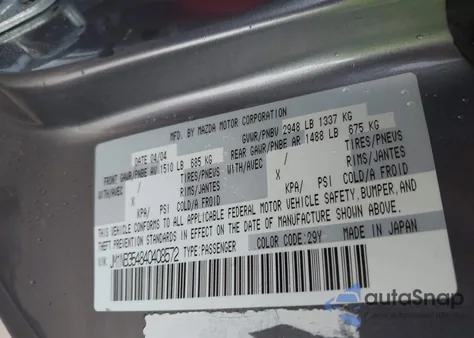 MFD. BY MAZDA MOTOR CORPORATION
DATE 04/04 GVWR/PNBV 2948 LB 1337 KG
FRONT GAWR/PNBE AV 1510 LB 685 KG REAR GAWR/PNBE AR 1488 LB 675 KG
WITH/AVEC / TIRES/PNEUS WITH/AVEC / TIRES/PNEUS
X RIMS/JANTES X RIMS/JANTES
KPA/ PSI COLD/A FROID KPA/ PSI COLD/A FROID
THIS VEHICLE CONFORMS TO ALL APPLICABLE FEDERAL MOTOR VEHICLE SAFETY, BUMPER, AND
THEFT PREVENTION STANDARDS IN EFFECT ON THE DATE OF MANUFACTURE SHOWN ABOVE.
JM1NB354840408572 TYPE:PASSENGER COLOR CODE: 29Y MADE IN JAPAN
autoSnap